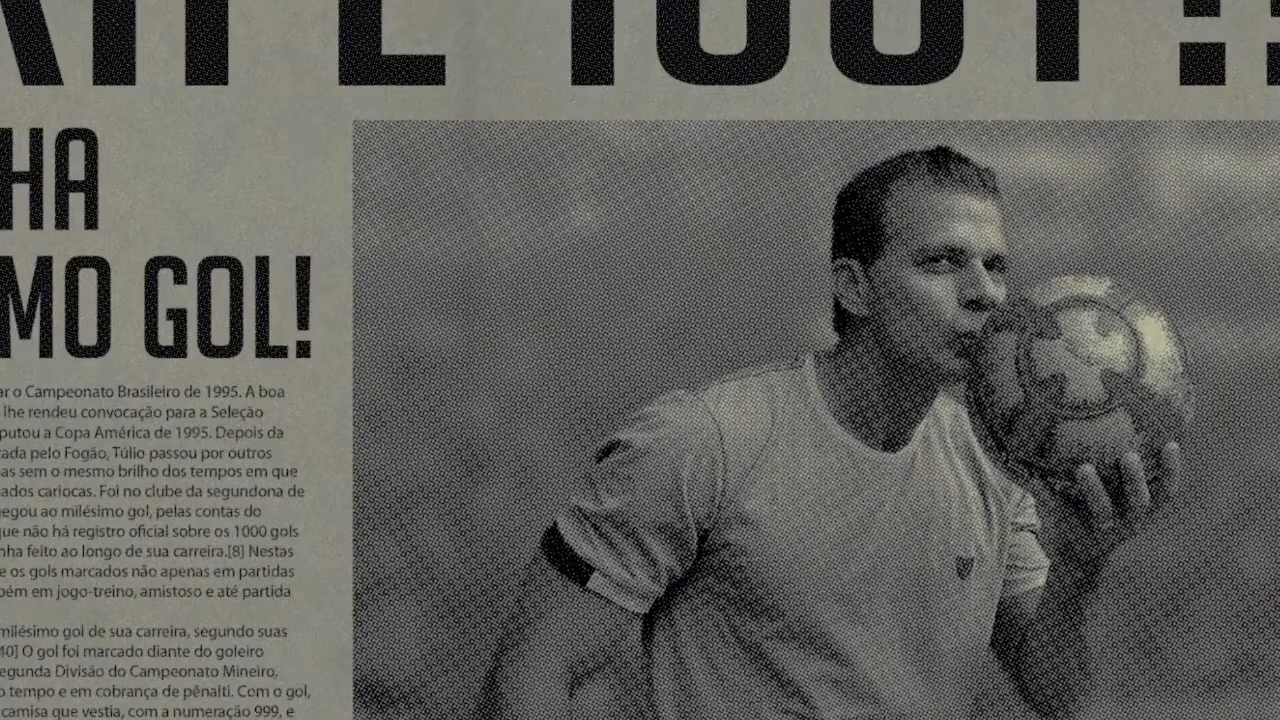 HA
MO GOL!
ar o Campeonato Brasileiro de 1995. A boa
lhe rendeu convocação para a Seleção
putou a Copa América de 1995. Depois da
ada pelo Fogão, Túlio passou por outros
as sem o mesmo brilho dos tempos em que
ados cariocas. Foi no clube da segundona de
egou ao milésimo gol, pelas contas do
que não há registro oficial sobre os 1000 gols
nha feito ao longo de sua carreira.[8] Nestas
e os gols marcados não apenas em partidas
bém em jogo-treino, amistoso e até partida
milésimo gol de sua carreira, segundo suas
40] O gol foi marcado diante do goleiro
egunda Divisão do Campeonato Mineiro,
o tempo e em cobrança de pênalti. Com o gol,
camisa que vestia, com a numeração 999, e